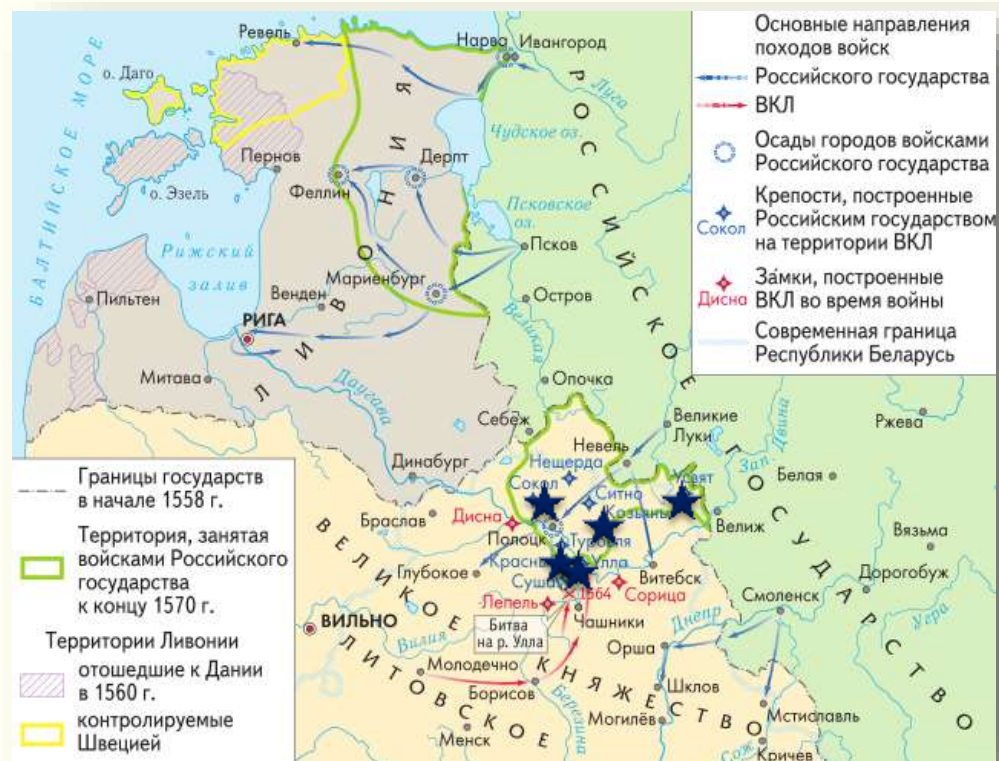 БАЛТИЙСКОЕ МОРЕ
о. Даго
Ревель
Нарва
Ивангород
Луга
Чудское оз.
о. Эзель
Пернов
Феллин
Дерпт
Псковское
оз.
Псков
Рижский
залив
Мариенбург
Остров
Пильтен
Венден
РИГА
Великая
ЛИВОНИЯ
Митава
Даугава
Опочка
РОССИЙСКОЕ ГОСУДАРСТВО
Основные направления
походов войск
Российского государства
ВКЛ
Осады городов войсками
Российского государства
Сокол
Крепости, построенные
Российским государством
на территории ВКЛ
Дисна
За́мки, построенные
ВКЛ во время войны
Современная граница
Республики Беларусь
Себеж
Великие
Луки
Зап. Двина
Ржева
Динабург
Невель
Нещерда
Сокол
Ситно
Козьяны
Усвят
Белая
Браслав
Дисна
Полоцк
Туровля
Велиж
Вязьма
Глубокое
Красный
Суша
Улла
Витебск
Сорица
Дорогобуж
Лепель
1564
Чашники
Смоленск
Угра
Днепр
ВИЛЬНО
Вилия
Битва
на р. Улла
Орша
Молодечно
Борисов
Березина
Шклов
Менск
Могилёв
Мстиславль
Сож
Кричев
ВЕЛИКОЕ
КНЯЖЕСТВО
ЛИТОВСКОЕ
Границы государств
в начале 1558 г.
Территория, занятая
войсками Российского
государства
к концу 1570 г.
Территории Ливонии
отошедшие к Дании
в 1560 г.
контролируемые
Швецией